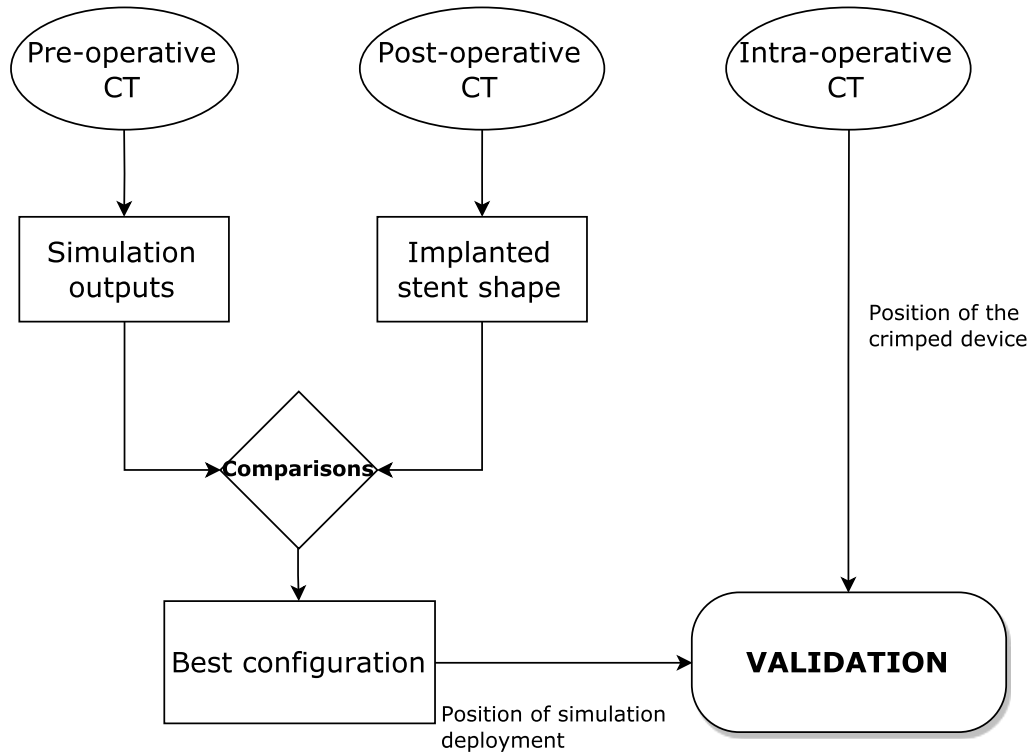 Pre-operative
CT
Post-operative
CT
Intra-operative
CT
Simulation
outputs
Implanted
stent shape
Position of the
crimped device
Comparisons
Best configuration
VALIDATION
Position of simulation
deployment